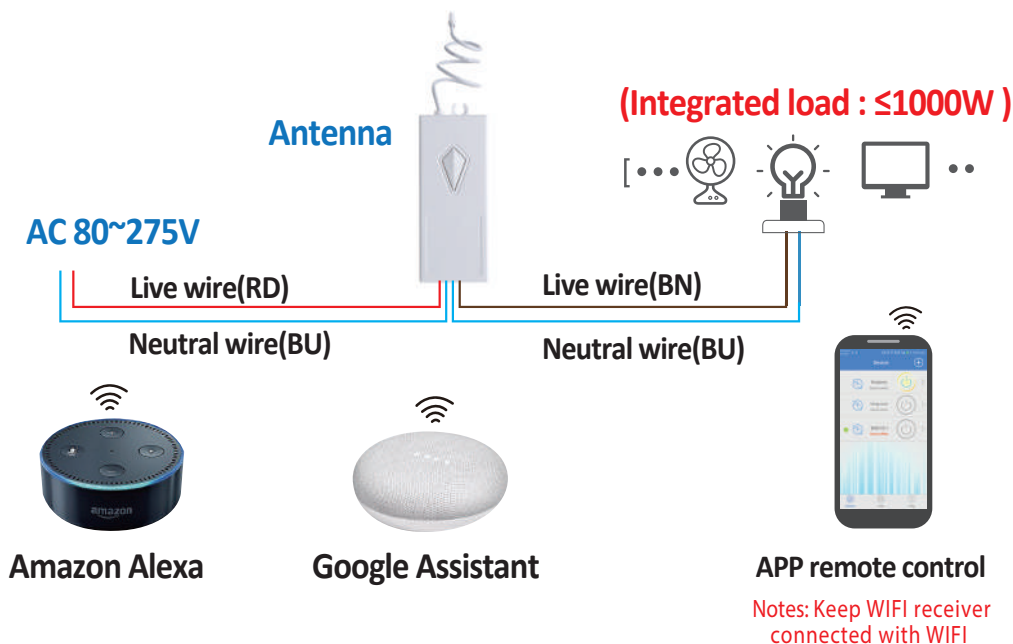 (Integrated load : ≤1000W )
Antenna
AC 80~275V
Live wire(RD)
Live wire(BN)
Neutral wire(BU)
Neutral wire(BU)
amazon
Amazon Alexa
Google Assistant
APP remote control
Notes: Keep WIFI receiver
connected with WIFI